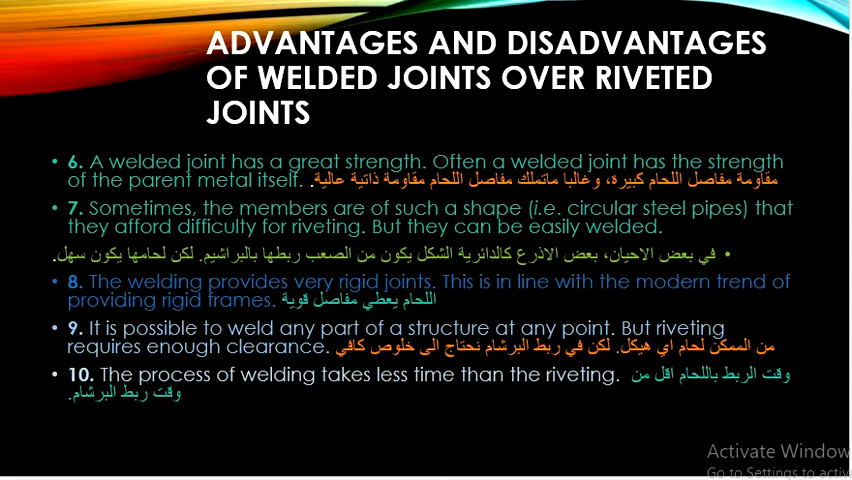 ADVANTAGES AND DISADVANTAGES
OF WELDED JOINTS OVER RIVETED
JOINTS
• 6. A welded joint has a great strength. Often a welded joint has the strength
of the parent metal itself. مقاومة مفاصل اللحام كبيرة، وغالبا ماتملك مفاصل اللحام مقاومة ذاتية عالية.
• 7. Sometimes, the members are of such a shape (i.e. circular steel pipes) that
they afford difficulty for riveting. But they can be easily welded.
• في بعض الاحيان، بعض الاذرع كالدائرية الشكل يكون من الصعب ربطها بالبراشيم. لكن لحامها يكون سهل.
• 8. The welding provides very rigid joints. This is in line with the modern trend of
providing rigid frames. اللحام يعطي مفاصل قوية
• 9. It is possible to weld any part of a structure at any point. But riveting
requires enough clearance. من الممكن لحام اي هيكل. لكن في ربط البرشام نحتاج الى خلوص كافي
• 10. The process of welding takes less time than the riveting. وقت الربط باللحام اقل من
وقت ربط البرشام.
Activate Window
Go to Settings to activ